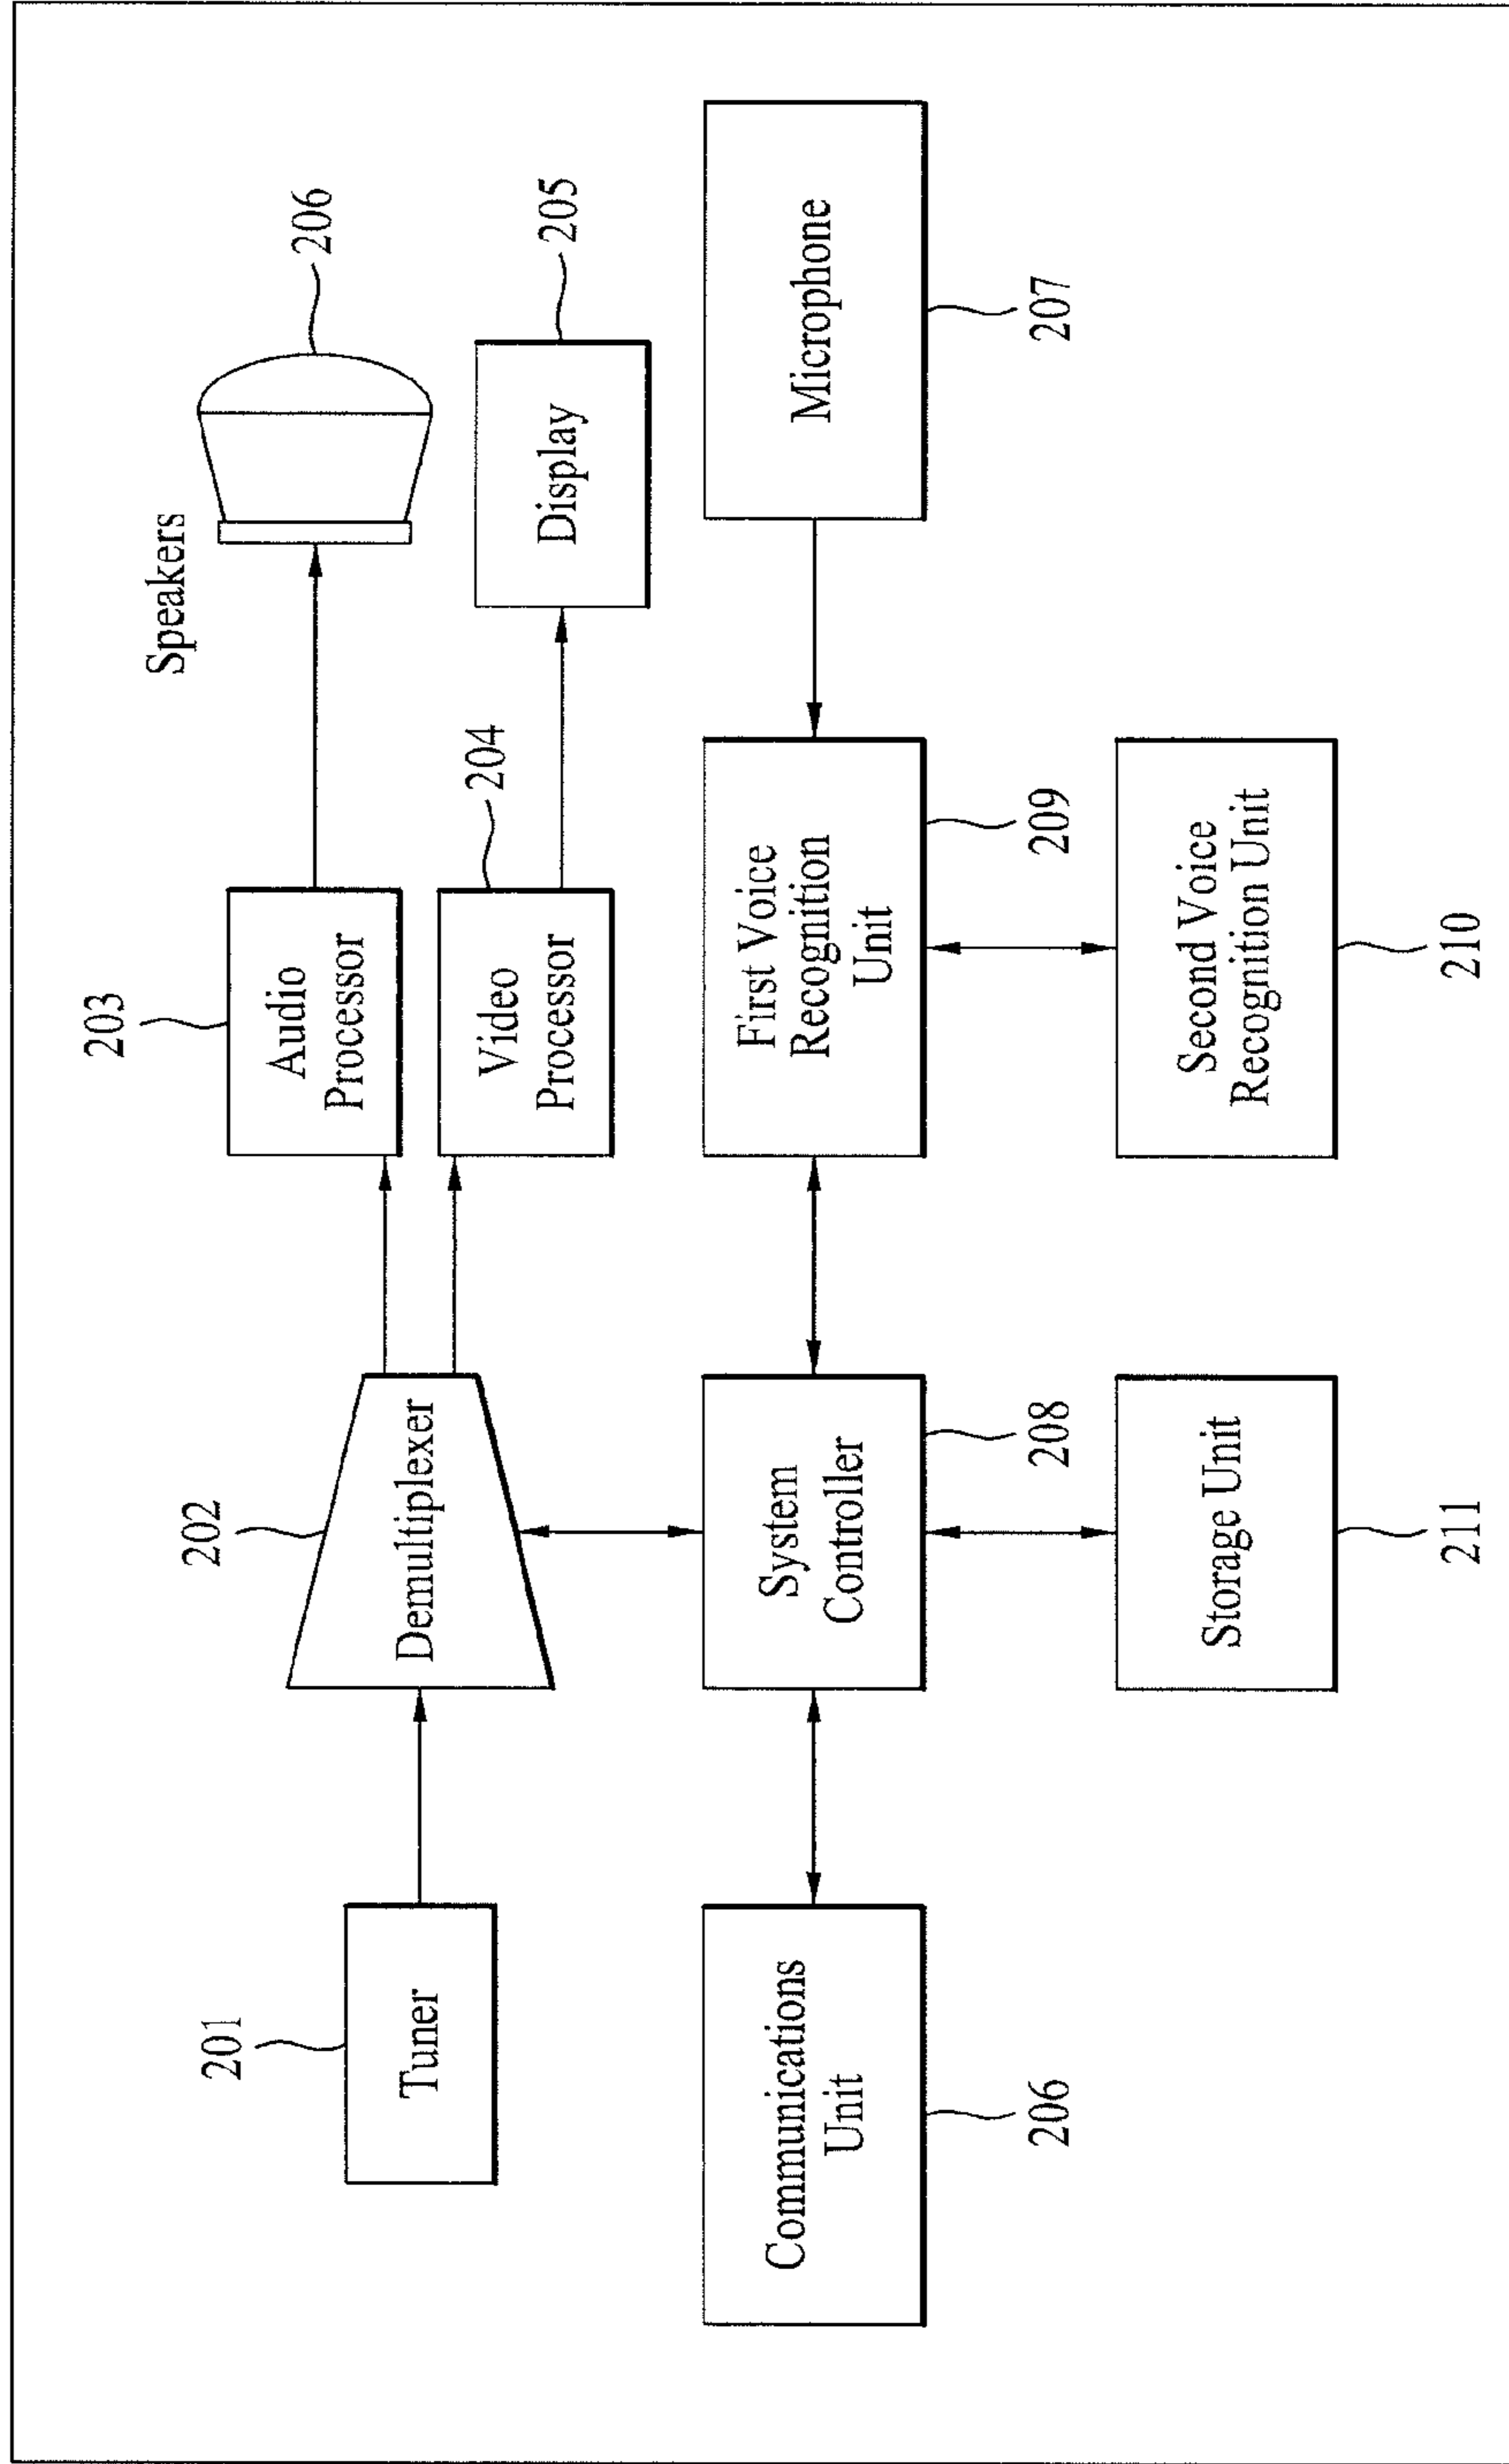 Speakers
206
203
Audio
Processor
204
Video
Processor
Display
205
202
Demultiplexer
201
Tuner
Communications
Unit
206
System
Controller
208
First Voice
Recognition
Unit
209
Microphone
207
Storage Unit
211
Second Voice
Recognition Unit
210